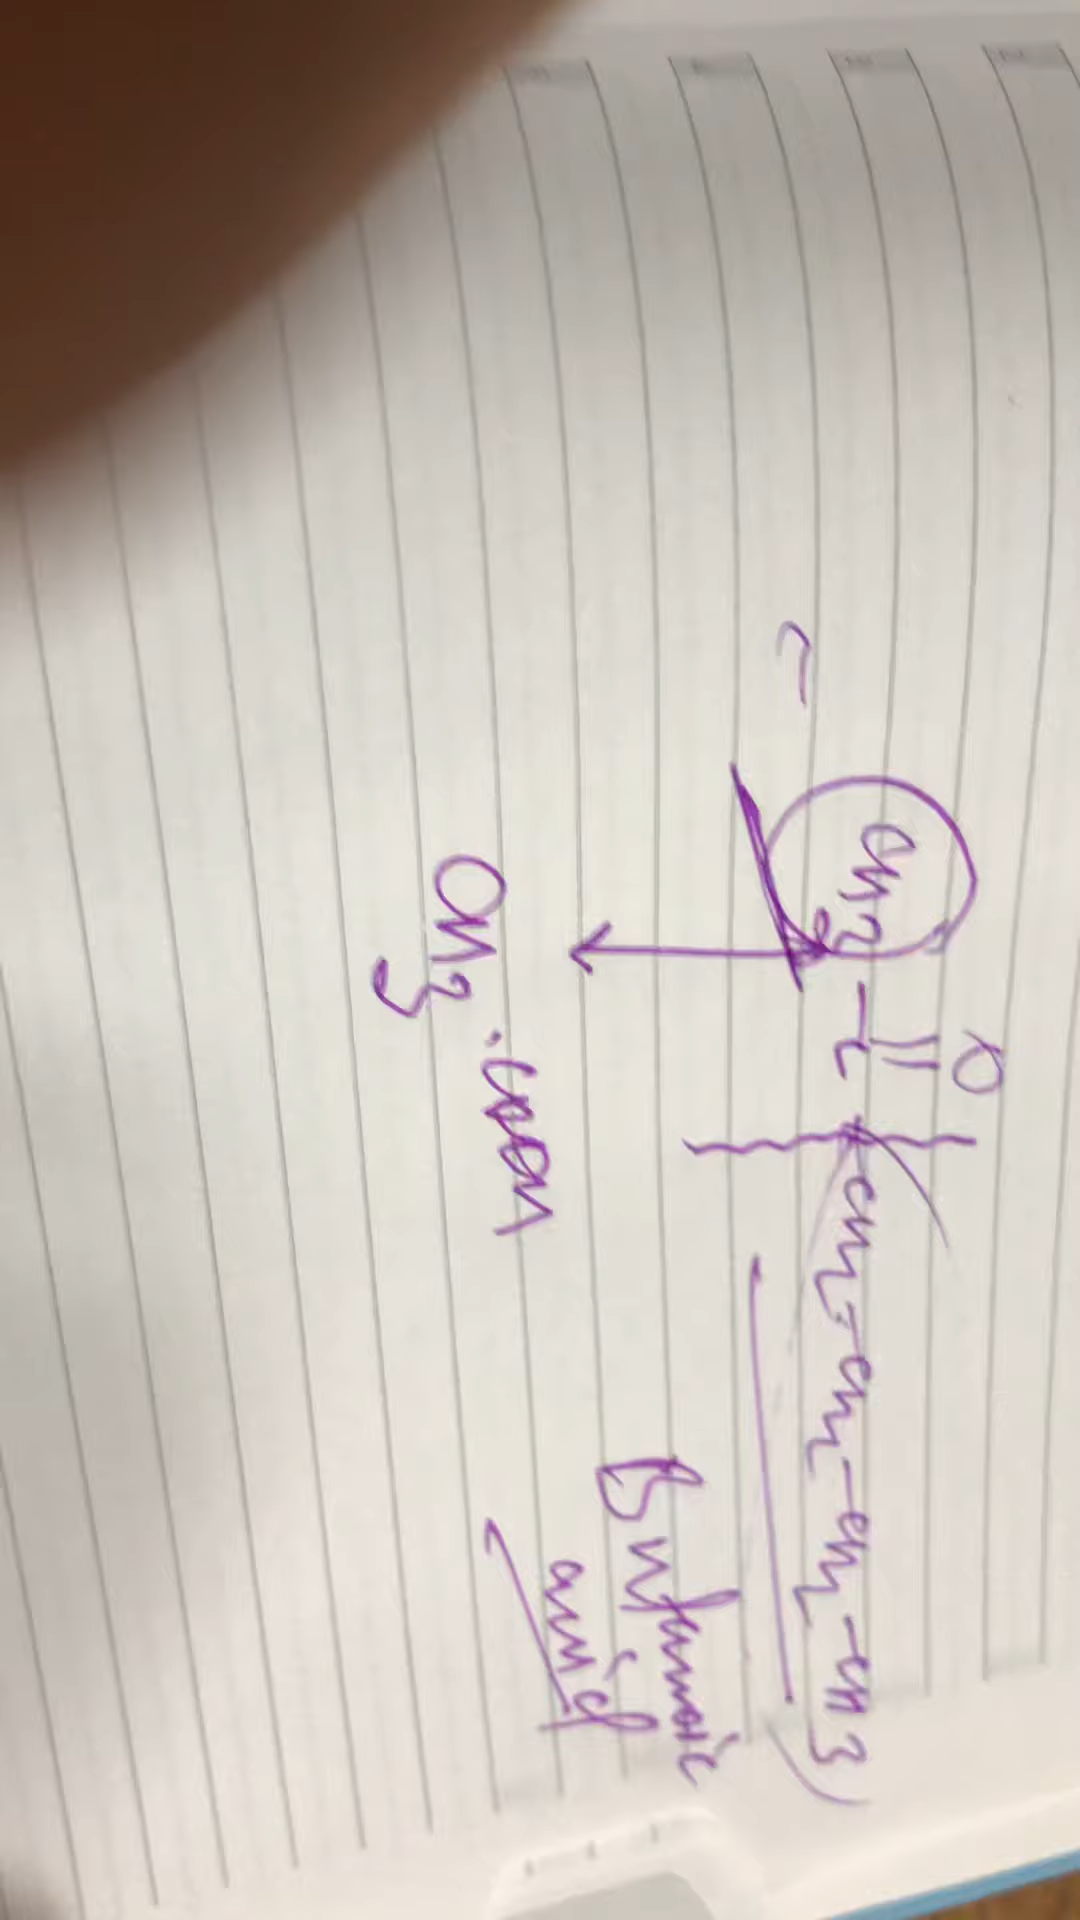 O
||
CH3 - C + CH2 - CH2 - CH2 - CH3
Butanoic
acid
CH3 . COOH